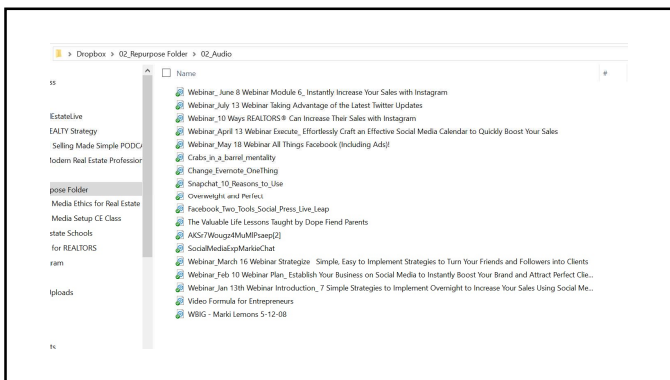 > Dropbox > 02_Repurpose Folder > 02_Audio
Name
#
ss
Webinar_ June 8 Webinar Module 6_ Instantly Increase Your Sales with Instagram
Webinar_July 13 Webinar Taking Advantage of the Latest Twitter Updates
EstateLive
Webinar_10 Ways REALTORS® Can Increase Their Sales with Instagram
EALTY Strategy
Webinar_April 13 Webinar Execute_ Effortlessly Craft an Effective Social Media Calendar to Quickly Boost Your Sales
Selling Made Simple PODCA
Webinar_May 18 Webinar All Things Facebook (Including Ads)!
Modern Real Estate Profession
Crabs_in_a_barrel_mentality
Change_Evernote_OneThing
pose Folder
Snapchat_10_Reasons_to_Use
Media Ethics for Real Estate
Overweight and Perfect
Facebook_Two_Tools_Social_Press_Live_Leap
Media Setup CE Class
The Valuable Life Lessons Taught by Dope Fiend Parents
state Schools
AKSr7Wougz4MuMlPsaep[2]
for REALTORS
SocialMediaExpMarkieChat
ram
Webinar_March 16 Webinar Strategize Simple, Easy to Implement Strategies to Turn Your Friends and Followers into Clients
Webinar_Feb 10 Webinar Plan_ Establish Your Business on Social Media to Instantly Boost Your Brand and Attract Perfect Clie...
Uploads
Webinar_Jan 13th Webinar Introduction_ 7 Simple Strategies to Implement Overnight to Increase Your Sales Using Social Me...
Video Formula for Entrepreneurs
WBIG - Marki Lemons 5-12-08